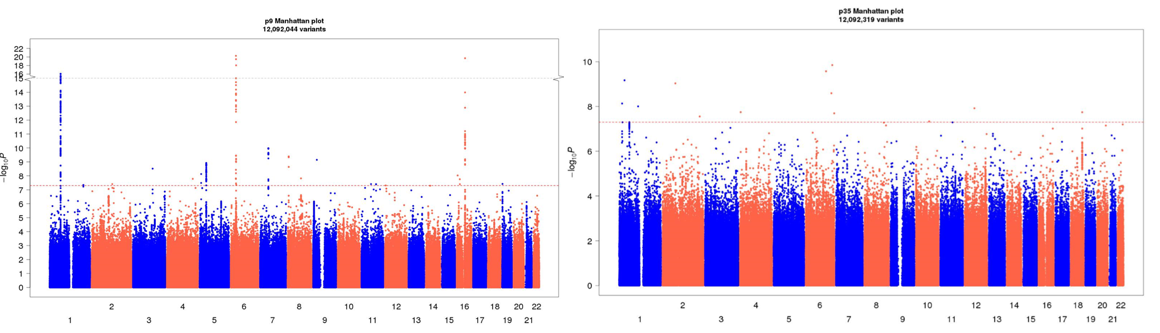 p9 Manhattan plot
12,092,044 variants
22
20
18
16
15
14
13
12
11
10
9
8
7
6
5
4
3
2
1
0
−log10P
2 4 6 8 10 12 14 16 18 20 22
1 3 5 7 9 11 13 15 17 19 21
p35 Manhattan plot
12,092,319 variants
10
8
6
4
2
0
−log10P
2 4 6 8 10 12 14 16 18 20 22
1 3 5 7 9 11 13 15 17 19 21